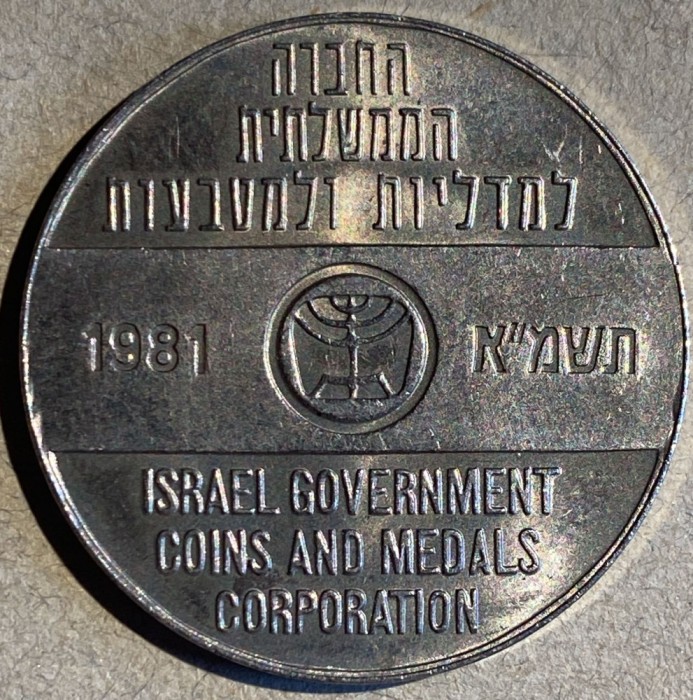 החברה
הממשלתית
למדליות ולמטבעות
1981 תשמ"א
ISRAEL GOVERNMENT
COINS AND MEDALS
CORPORATION